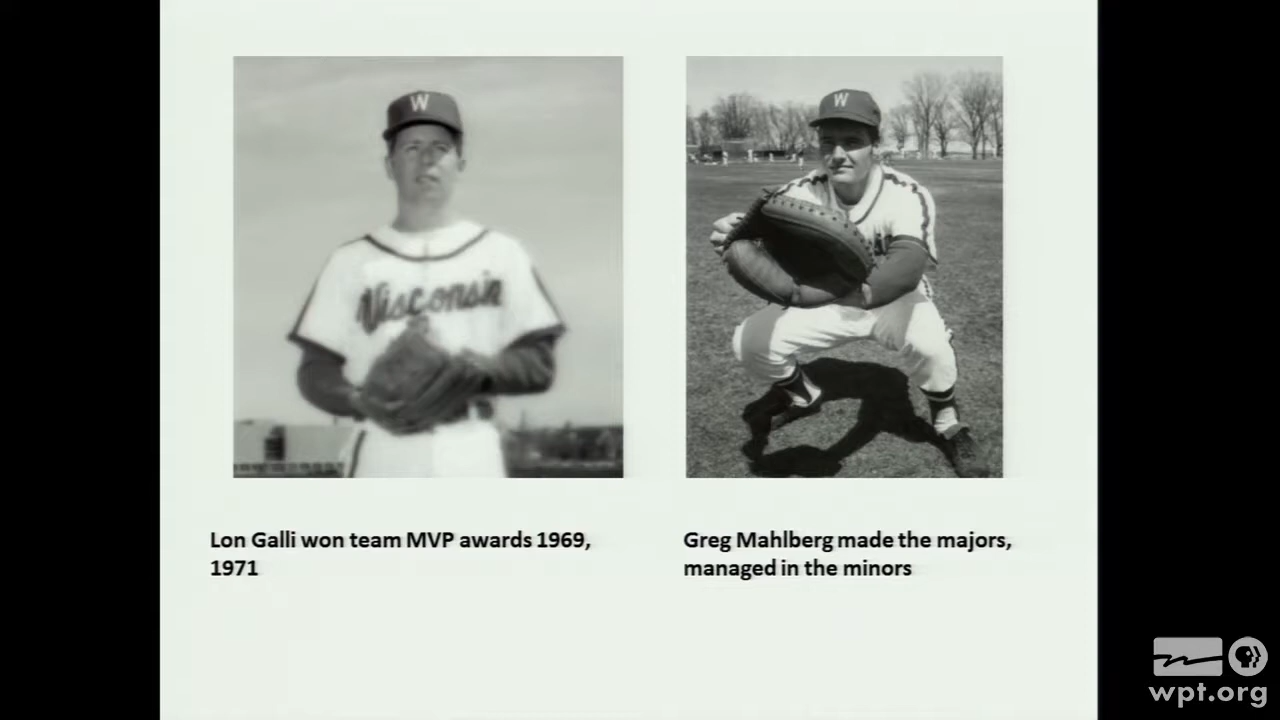 W
Wisconsin
W
Lon Galli won team MVP awards 1969,
1971
Greg Mahlberg made the majors,
managed in the minors
wpt.org